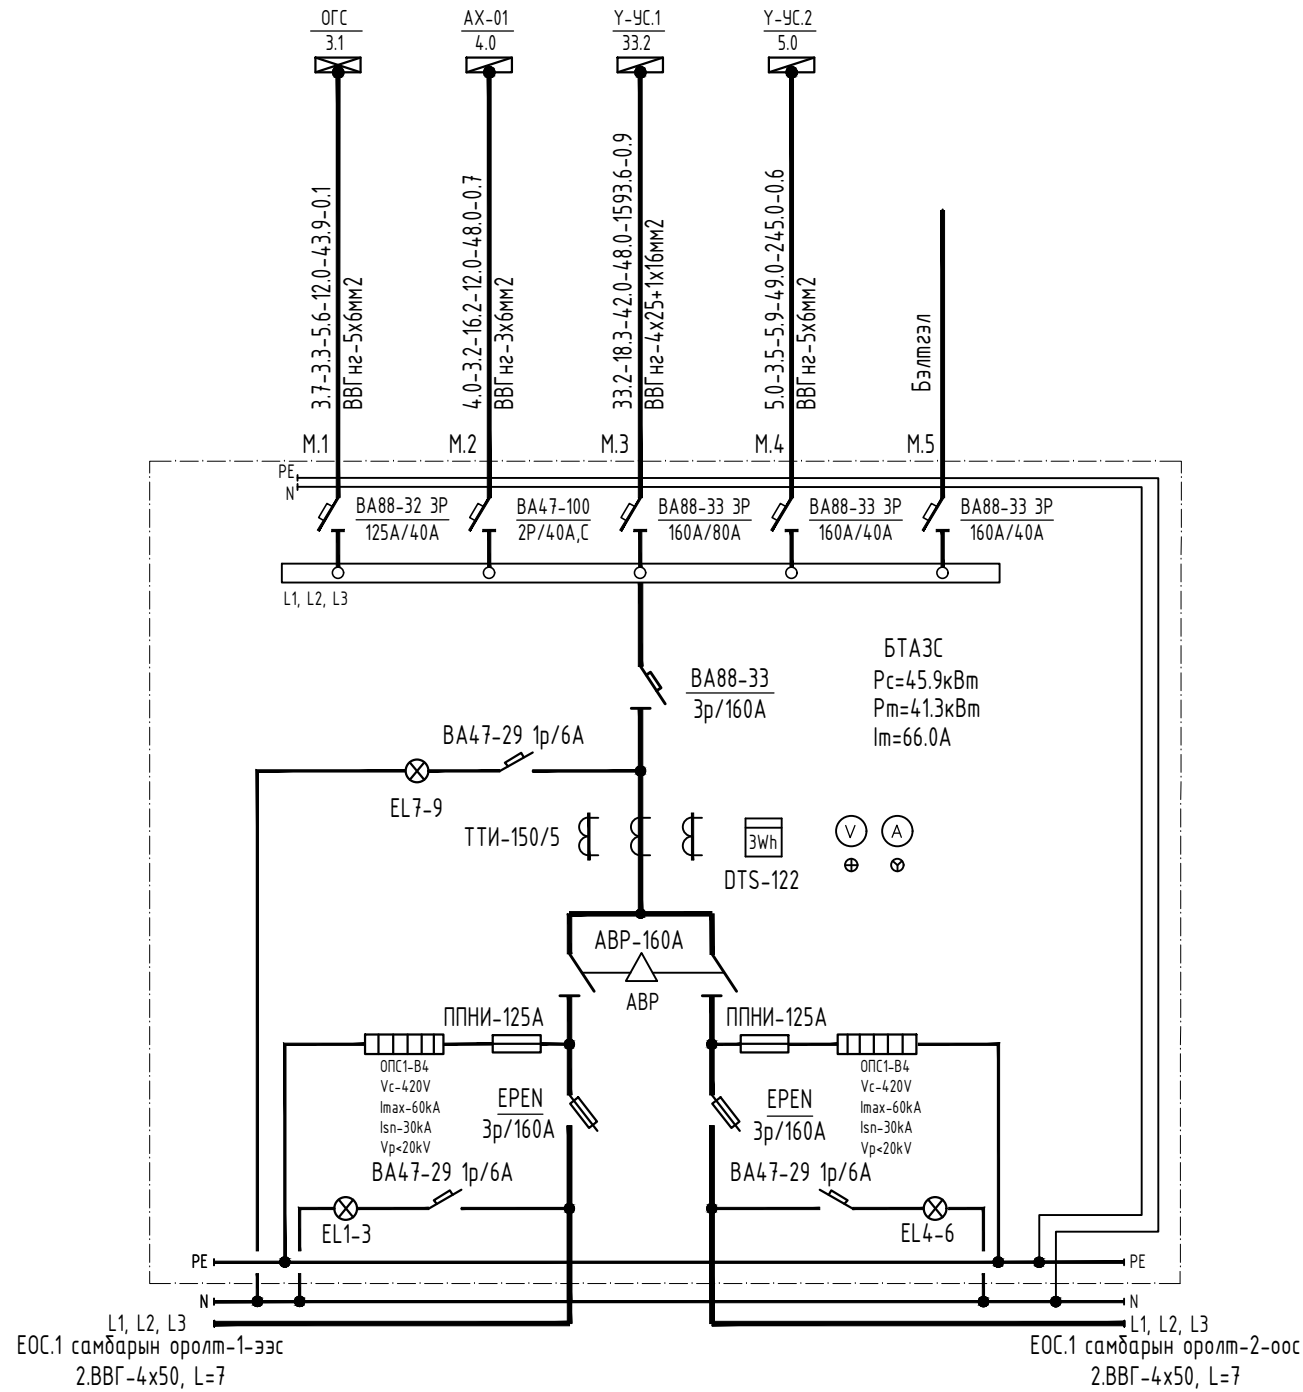 ОГС
3.1
АХ-01
4.0
Y-УС.1
33.2
Y-УС.2
5.0
3.7-3.3-5.6-12.0-43.9-0.1
ВВГнг-5х6мм2
4.0-3.2-16.2-12.0-48.0-0.7
ВВГнг-3х6мм2
33.2-18.3-42.0-48.0-1593.6-0.9
ВВГнг-4х25+1х16мм2
5.0-3.5-5.9-49.0-245.0-0.6
ВВГнг-5х6мм2
Бэлтгэл
М.1
М.2
М.3
М.4
М.5
PE
N
ВА88-32 3Р
125А/40А
ВА47-100
2Р/40А,С
ВА88-33 3Р
160А/80А
ВА88-33 3Р
160А/40А
ВА88-33 3Р
160А/40А
L1, L2, L3
БТАЗС
Рс=45.9кВт
Рт=41.3кВт
Iт=66.0А
ВА88-33
3р/160А
ВА47-29 1р/6А
EL7-9
ТТИ-150/5
3Wh
DTS-122
V
A
АВР-160А
АВР
ППНИ-125А
ППНИ-125А
ОПС1-В4
Vc-420V
Imax-60kA
Isn-30kA
Vp<20kV
EPEN
3р/160А
EPEN
3р/160А
ОПС1-В4
Vc-420V
Imax-60kA
Isn-30kA
Vp<20kV
ВА47-29 1р/6А
ВА47-29 1р/6А
EL1-3
EL4-6
PE
PE
N
N
L1, L2, L3
ЕОС.1 самбарын оролт-1-ээс
2.ВВГ-4х50, L=7
L1, L2, L3
ЕОС.1 самбарын оролт-2-оос
2.ВВГ-4х50, L=7